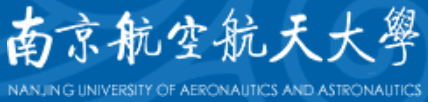 南京航空航天大學
NANJING UNIVERSITY OF AERONAUTICS AND ASTRONAUTICS